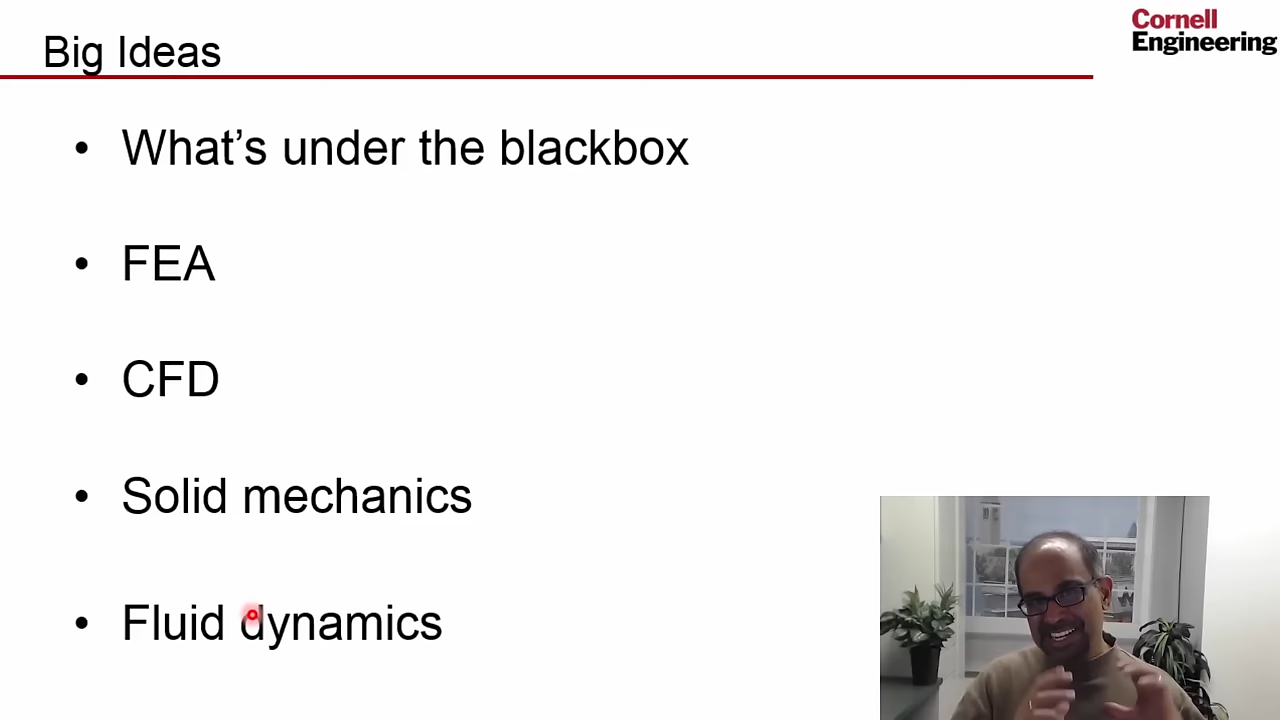 Big Ideas
Cornell
Engineering
• What’s under the blackbox
• FEA
• CFD
• Solid mechanics
• Fluid dynamics